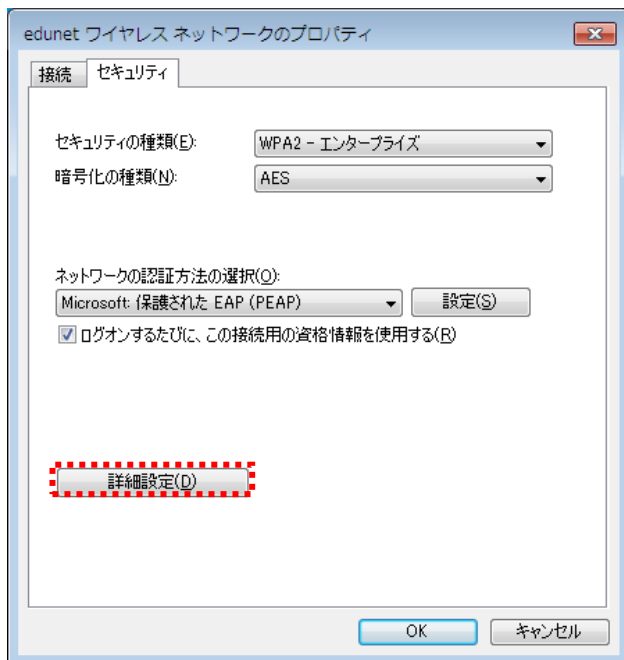 edunet ワイヤレス ネットワークのプロパティ
接続 セキュリティ
セキュリティの種類(E): WPA2 - エンタープライズ
暗号化の種類(N): AES
ネットワークの認証方法の選択(O):
Microsoft: 保護された EAP (PEAP) 設定(S)
ログオンするたびに、この接続用の資格情報を使用する(R)
詳細設定(D)
OK キャンセル